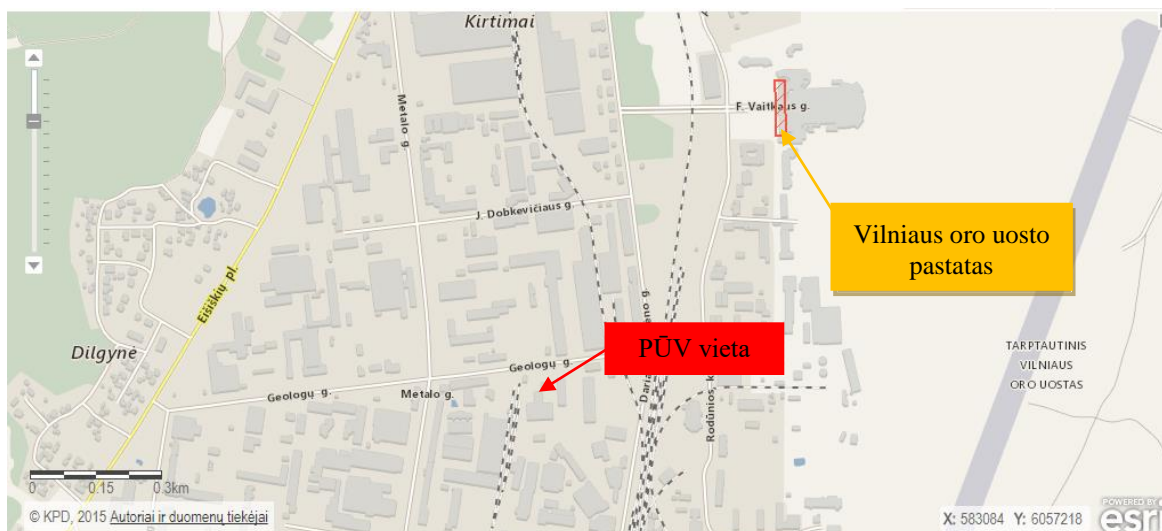 Kirtimai
Metalo g.
F. Vaitkaus g.
J. Dobkevičiaus g.
Vilniaus oro uosto
pastatas
Eišiškių pl.
Dilgynė
PŪV vieta
Geologų g.
Geologų g.
Metalo g.
TARPTAUTINIS
VILNIAUS
ORO UOSTAS
0 0.15 0.3km
© KPD, 2015 Autoriai ir duomenų tiekėjai
X: 583084 Y: 6057218
POWERED BY
esri